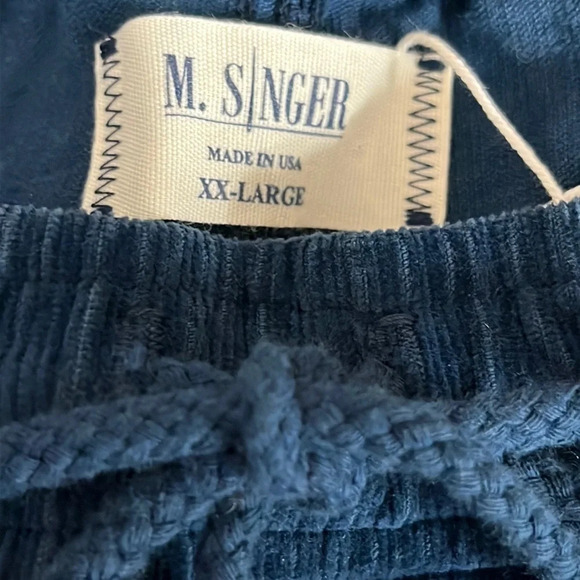 M. SINGER
MADE IN USA
XX-LARGE